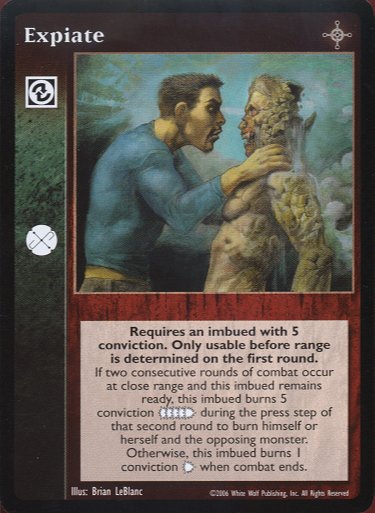 Expiate
Requires an imbued with 5
conviction. Only usable before range
is determined on the first round.
If two consecutive rounds of combat occur
at close range and this imbued remains
ready, this imbued burns 5
conviction during the press step of
that second round to burn himself or
herself and the opposing monster.
Otherwise, this imbued burns 1
conviction when combat ends.
Illus: Brian LeBlanc
©2006 White Wolf Publishing, Inc. All Rights Reserved